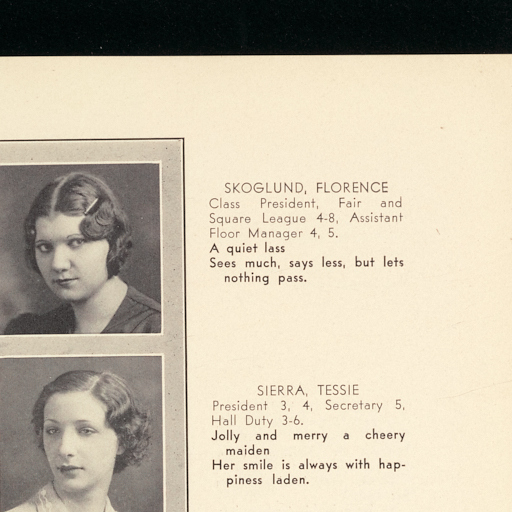 SKOGLUND, FLORENCE
Class President, Fair and
Square League 4-8, Assistant
Floor Manager 4, 5.
A quiet lass
Sees much, says less, but lets
nothing pass.
SIERRA, TESSIE
President 3, 4, Secretary 5,
Hall Duty 3-6.
Jolly and merry a cheery
maiden
Her smile is always with hap-
piness laden.